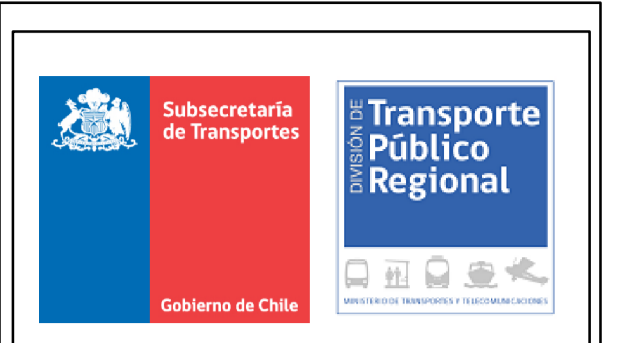 Subsecretaría
de Transportes
Gobierno de Chile
DIVISIÓN DE
Transporte
Público
Regional
MINISTERIO DE TRANSPORTES Y TELECOMUNICACIONES